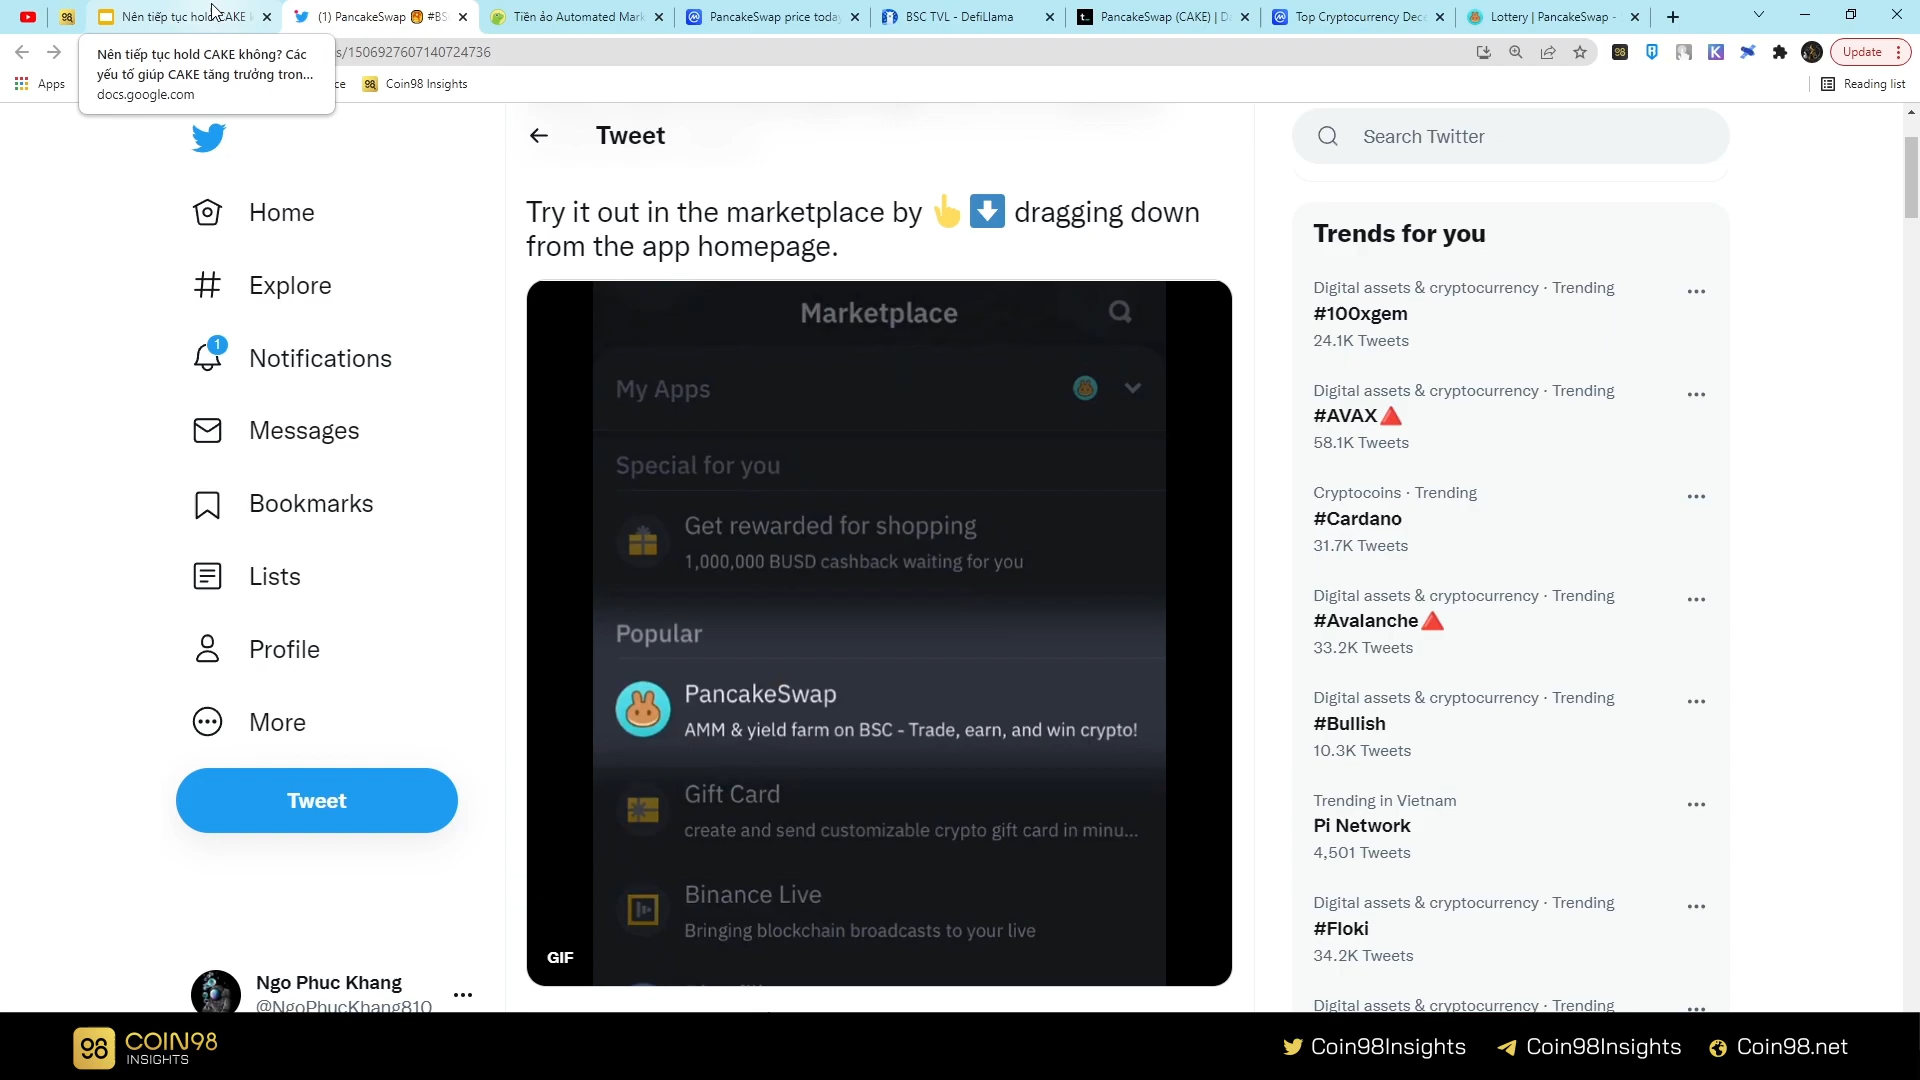 Nên tiếp tục hold CAKE k
(1) PancakeSwap #BS
Tiền ảo Automated Mark
PancakeSwap price today
BSC TVL - DefiLlama
PancakeSwap (CAKE) | D
Top Cryptocurrency Dece
Lottery | PancakeSwap -
Nên tiếp tục hold CAKE không? Các
yếu tố giúp CAKE tăng trưởng tron...
docs.google.com
s/1506927607140724736
Update
Apps
ce
Coin98 Insights
Reading list
Tweet
Search Twitter
Home
Explore
1
Notifications
Messages
Bookmarks
Lists
Profile
More
Tweet
Ngo Phuc Khang
@NgoPhucKhang810
Try it out in the marketplace by 👆⬇️ dragging down
from the app homepage.
Marketplace
My Apps
Special for you
Get rewarded for shopping
1,000,000 BUSD cashback waiting for you
Popular
PancakeSwap
AMM & yield farm on BSC - Trade, earn, and win crypto!
Gift Card
create and send customizable crypto gift card in minu...
Binance Live
Bringing blockchain broadcasts to your live
GIF
Trends for you
Digital assets & cryptocurrency · Trending
#100xgem
24.1K Tweets
Digital assets & cryptocurrency · Trending
#AVAX🔺
58.1K Tweets
Cryptocoins · Trending
#Cardano
31.7K Tweets
Digital assets & cryptocurrency · Trending
#Avalanche🔺
33.2K Tweets
Digital assets & cryptocurrency · Trending
#Bullish
10.3K Tweets
Trending in Vietnam
Pi Network
4,501 Tweets
Digital assets & cryptocurrency · Trending
#Floki
34.2K Tweets
Digital assets & cryptocurrency · Trending
98
COIN98
INSIGHTS
Coin98Insights
Coin98Insights
Coin98.net